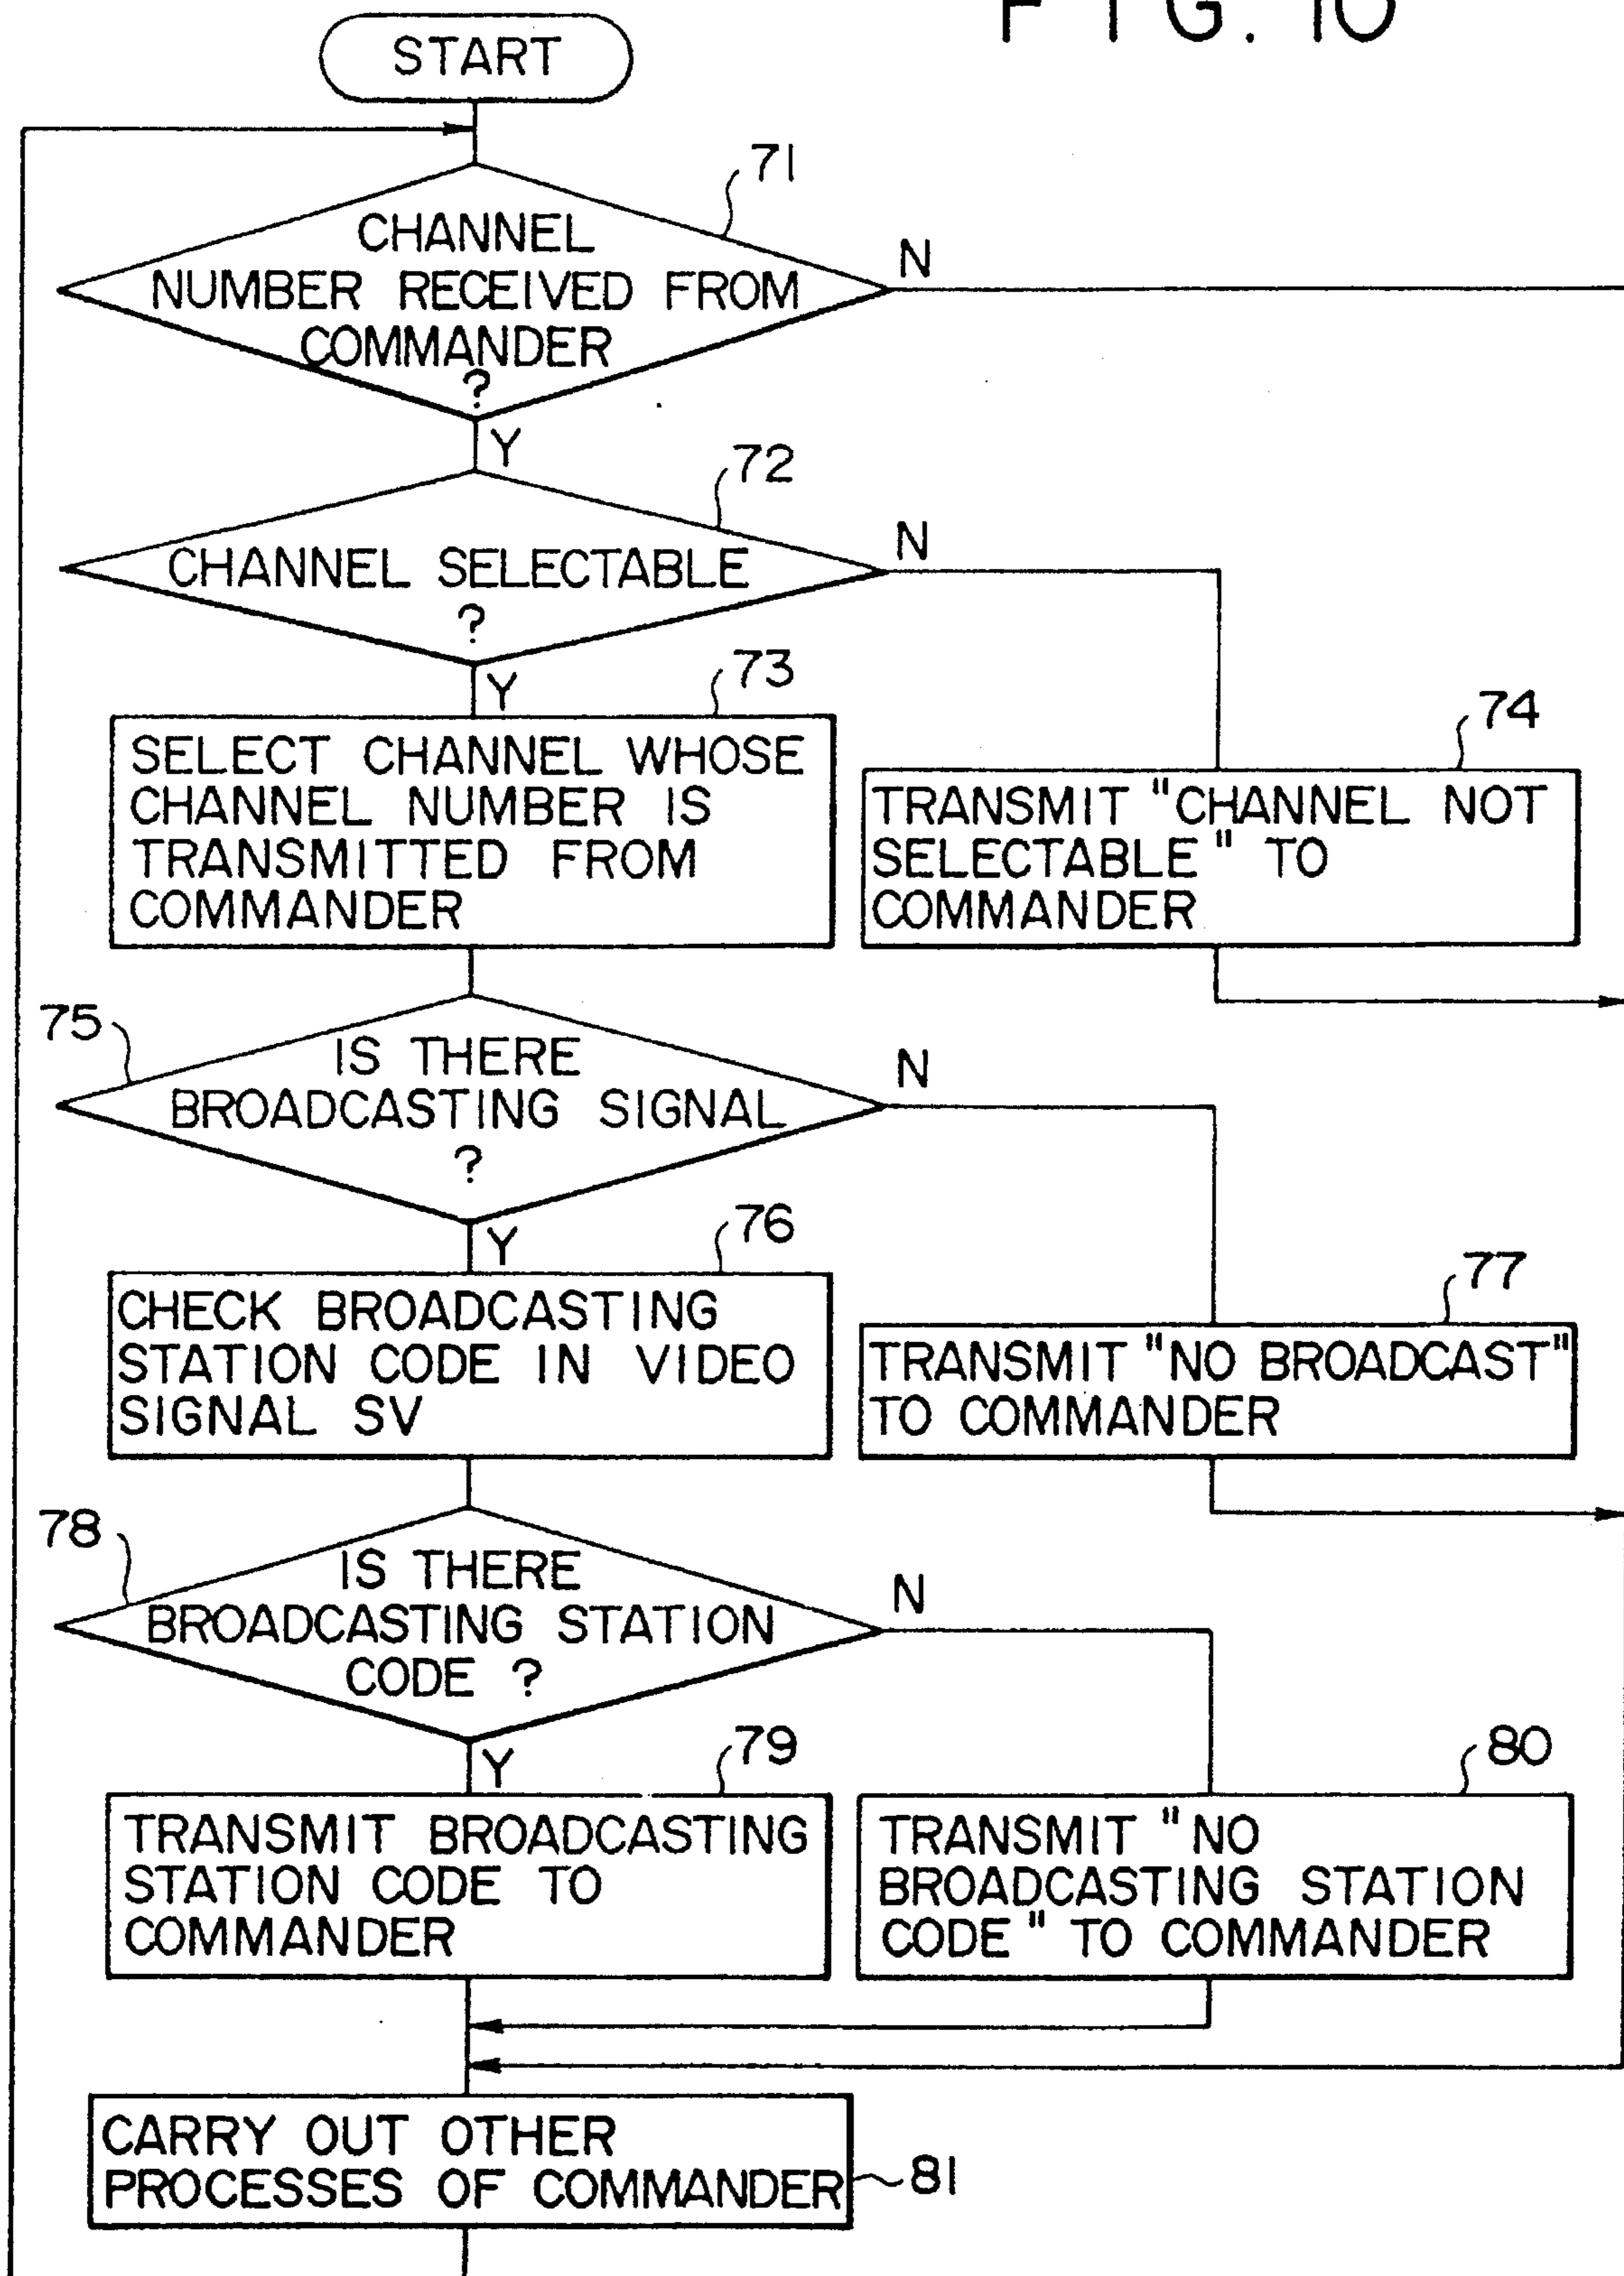 FIG. 10
START
71
CHANNEL
NUMBER RECEIVED FROM
COMMANDER
?
N
Y
72
CHANNEL SELECTABLE
?
N
Y
73
SELECT CHANNEL WHOSE
CHANNEL NUMBER IS
TRANSMITTED FROM
COMMANDER
74
TRANSMIT "CHANNEL NOT
SELECTABLE" TO
COMMANDER
75
IS THERE
BROADCASTING SIGNAL
?
N
Y
76
CHECK BROADCASTING
STATION CODE IN VIDEO
SIGNAL SV
77
TRANSMIT "NO BROADCAST"
TO COMMANDER
78
IS THERE
BROADCASTING STATION
CODE ?
N
Y
79
TRANSMIT BROADCASTING
STATION CODE TO
COMMANDER
80
TRANSMIT "NO
BROADCASTING STATION
CODE" TO COMMANDER
CARRY OUT OTHER
PROCESSES OF COMMANDER
81